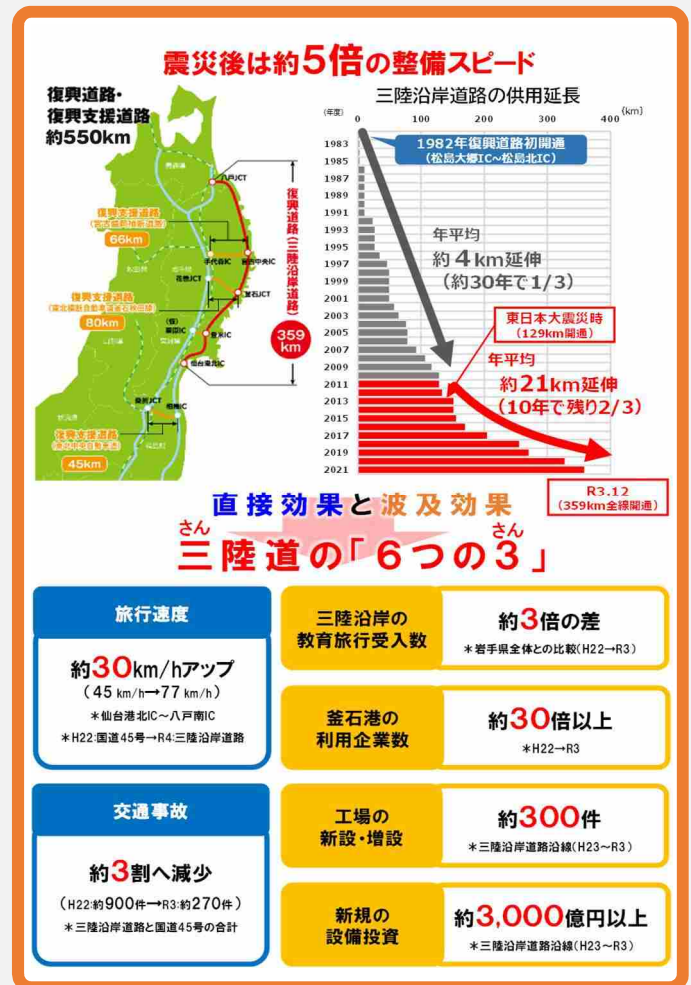 震災後は約5倍の整備スピード
復興道路・
復興支援道路
約550km
八戸JCT
復興支援道路
66km
宮古中央IC
花巻JCT
釜石JCT
復興支援道路
80km
登米IC
仙台港北IC
復興道路(三陸沿岸道路)
359
km
相馬IC
復興支援道路
45km
三陸沿岸道路の供用延長
(年度)
(km)
0
100
200
300
400
1983
1985
1987
1989
1991
1993
1995
1997
1999
2001
2003
2005
2007
2009
2011
2013
2015
2017
2019
2021
1982年復興道路初開通
(松島大郷IC~松島北IC)
年平均
約4km延伸
(約30年で1/3)
東日本大震災時
(129km開通)
年平均
約21km延伸
(10年で残り2/3)
R3.12
(359km全線開通)
直接効果と波及効果
さん
さん
三陸道の「6つの3」
旅行速度
約30km/hアップ
(45 km/h→77 km/h)
*仙台港北IC~八戸南IC
*H22:国道45号→R4:三陸沿岸道路
交通事故
約3割へ減少
(H22:約900件→R3:約270件)
*三陸沿岸道路と国道45号の合計
三陸沿岸の
教育旅行受入数
約3倍の差
*岩手県全体との比較(H22→R3)
釜石港の
利用企業数
約30倍以上
*H22→R3
工場の
新設・増設
約300件
*三陸沿岸道路沿線(H23~R3)
新規の
設備投資
約3,000億円以上
*三陸沿岸道路沿線(H23~R3)